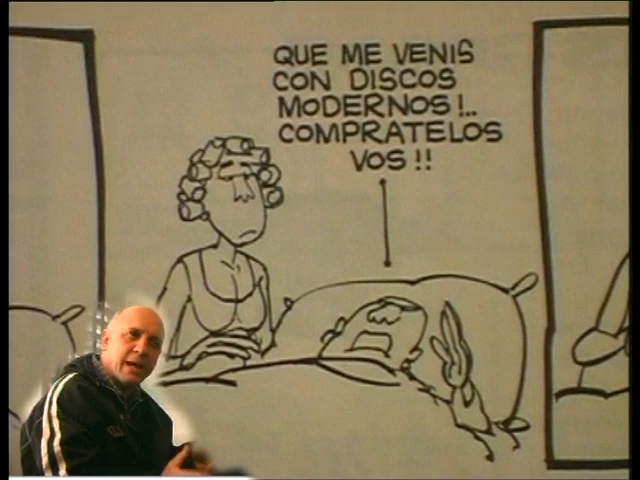 QUE ME VENIS
CON DISCOS
MODERNOS!..
COMPRATELOS
VOS!!